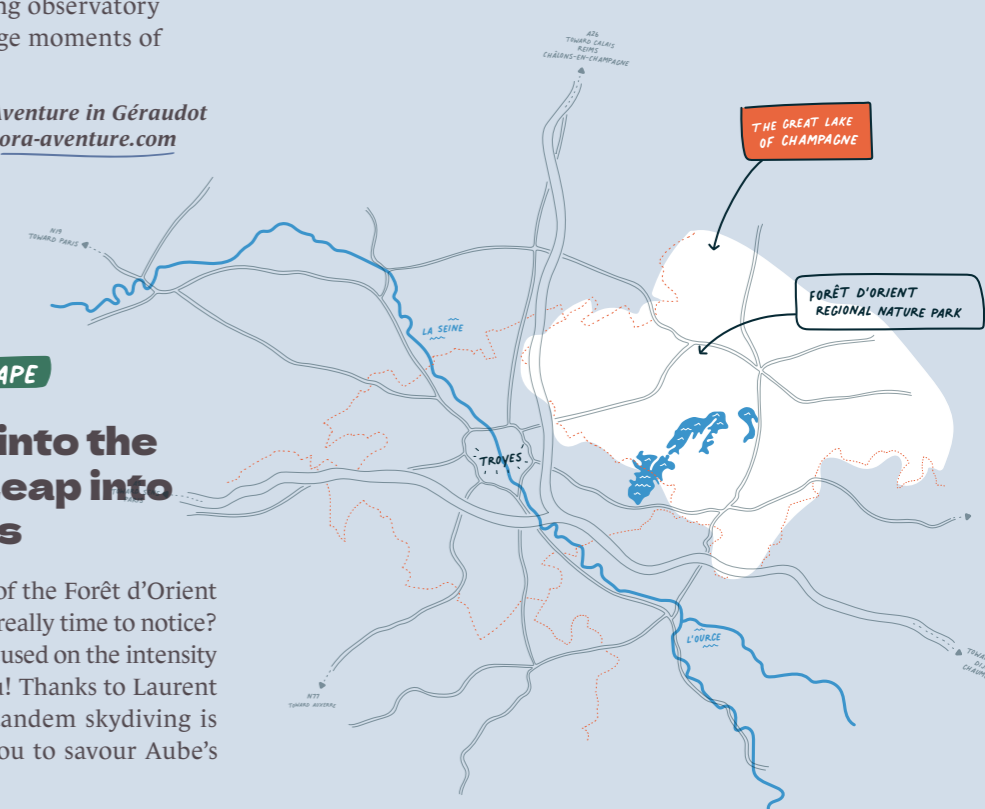 ng observatory
ge moments of
venture in Géraudot
ora-aventure.com
APE
into the
eap into
s
of the Forêt d’Orient
really time to notice?
used on the intensity
! Thanks to Laurent
andem skydiving is
ou to savour Aube’s
A26
TOWARD CALAIS
REIMS
CHÂLONS-EN-CHAMPAGNE
THE GREAT LAKE
OF CHAMPAGNE
N19
TOWARD PARIS
FORÊT D'ORIENT
REGIONAL NATURE PARK
LA SEINE
TROYES
L'OURCE
N77
TOWARD AUXERRE